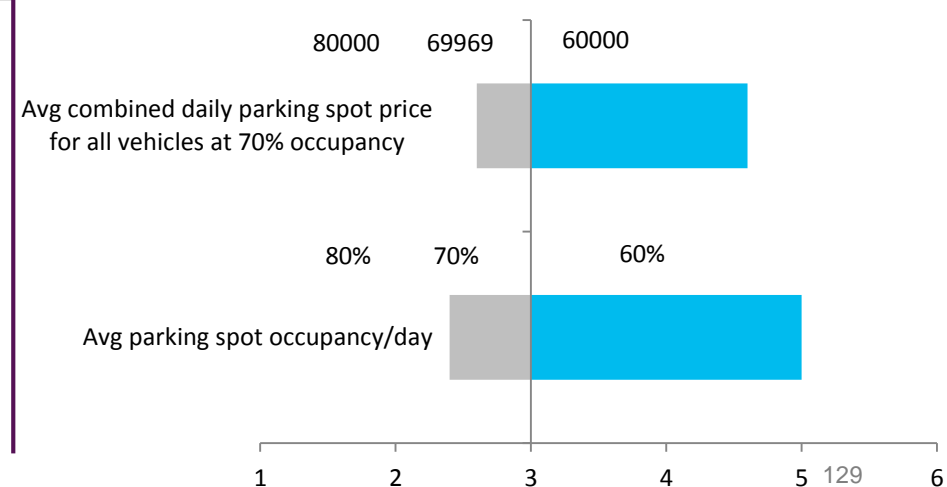 80000 69969 60000
Avg combined daily parking spot price
for all vehicles at 70% occupancy
80% 70% 60%
Avg parking spot occupancy/day
1 2 3 4 5 129 6